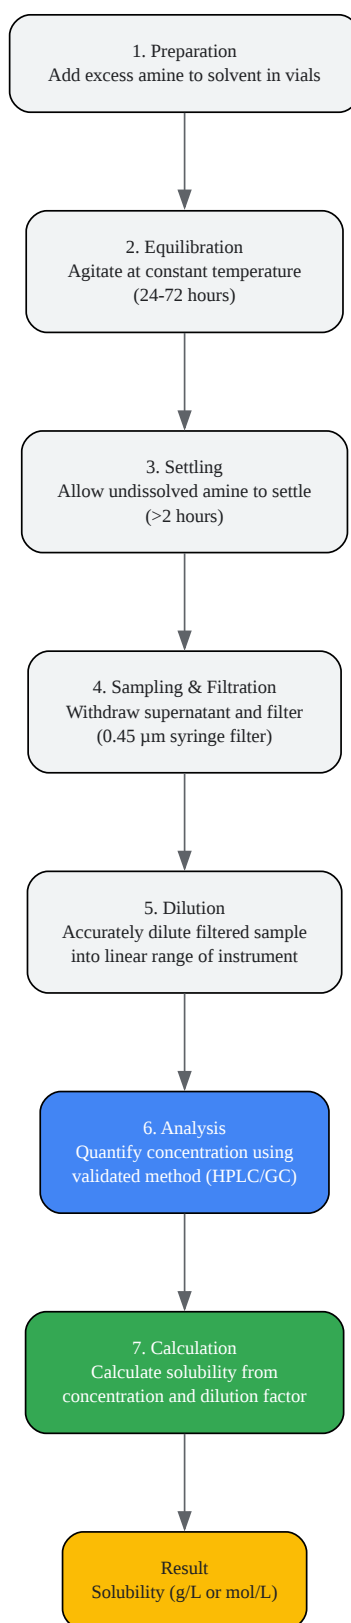 1. Preparation
Add excess amine to solvent in vials
2. Equilibration
Agitate at constant temperature
(24-72 hours)
3. Settling
Allow undissolved amine to settle
(>2 hours)
4. Sampling & Filtration
Withdraw supernatant and filter
(0.45 µm syringe filter)
5. Dilution
Accurately dilute filtered sample
into linear range of instrument
6. Analysis
Quantify concentration using
validated method (HPLC/GC)
7. Calculation
Calculate solubility from
concentration and dilution factor
Result
Solubility (g/L or mol/L)